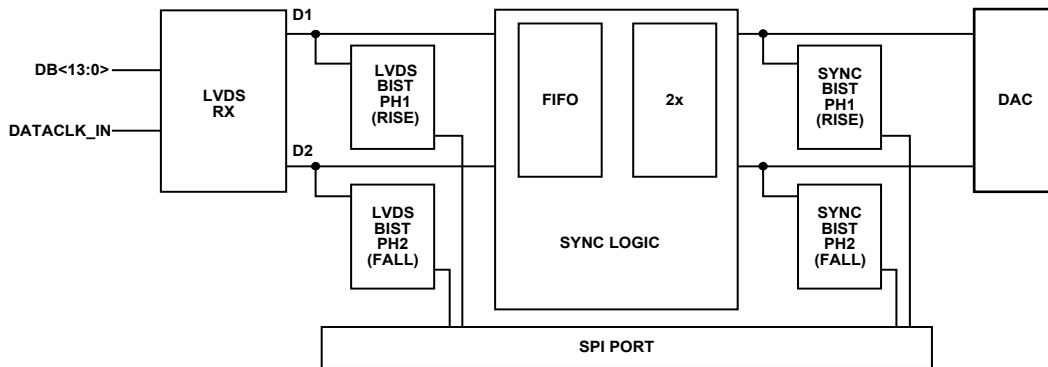 D1
DB<13:0>
DATACLK_IN
LVDS
RX
LVDS
BIST
PH1
(RISE)
FIFO
2x
SYNC
BIST
PH1
(RISE)
DAC
D2
LVDS
BIST
PH2
(FALL)
SYNC LOGIC
SYNC
BIST
PH2
(FALL)
SPI PORT